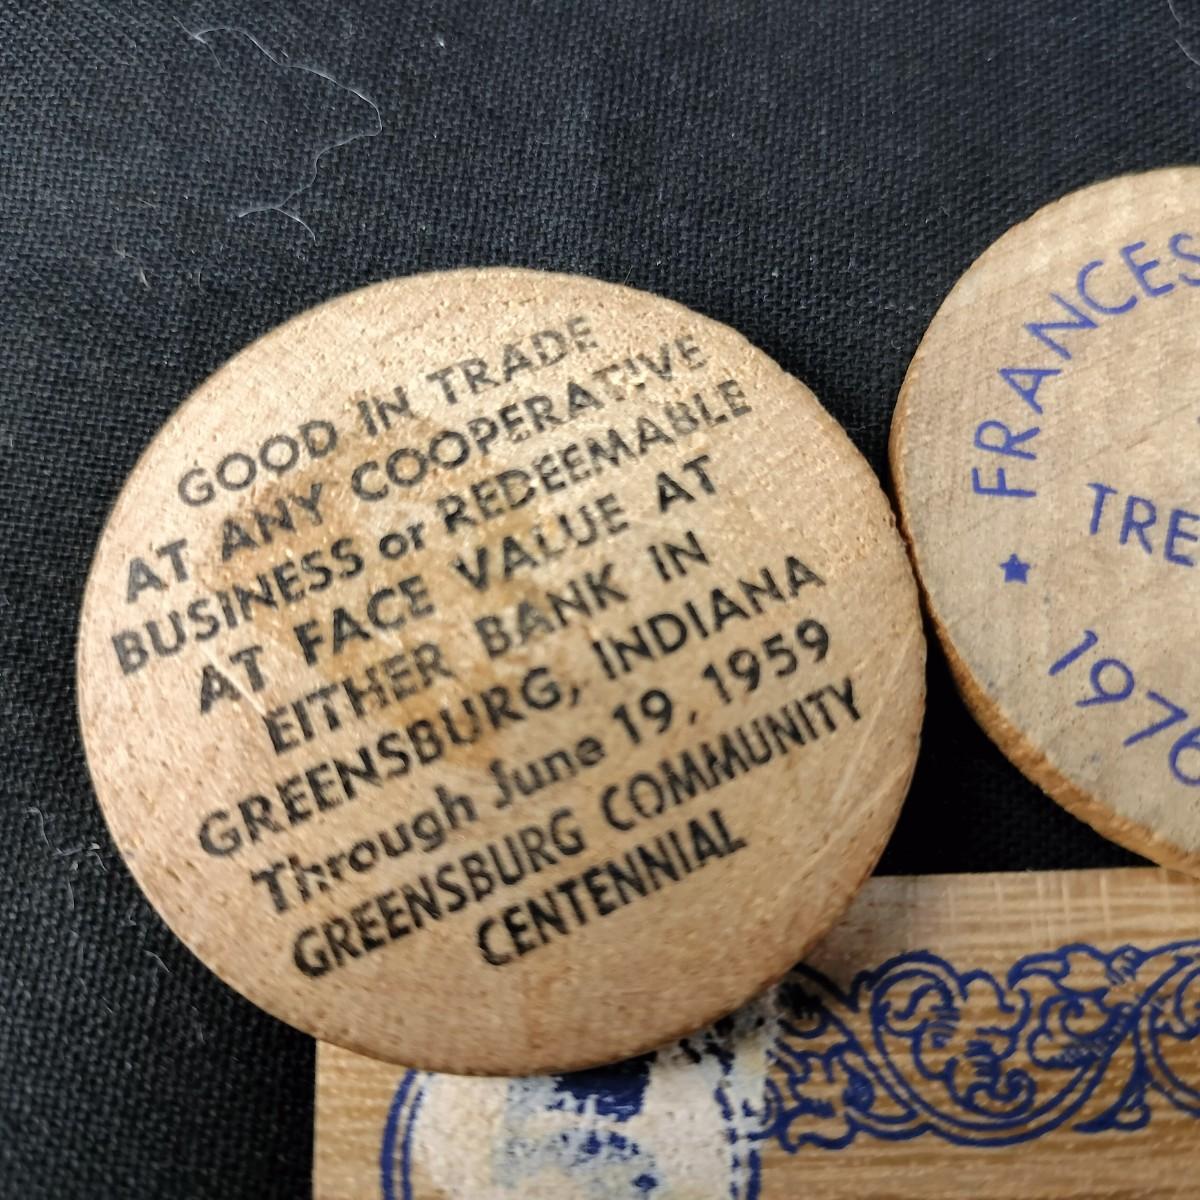 GOOD IN TRADE
AT ANY COOPERATIVE
BUSINESS or REDEEMABLE
AT FACE VALUE AT
EITHER BANK IN
GREENSBURG, INDIANA
Through June 19, 1959
GREENSBURG COMMUNITY
CENTENNIAL
FRANCES
TRE
1976